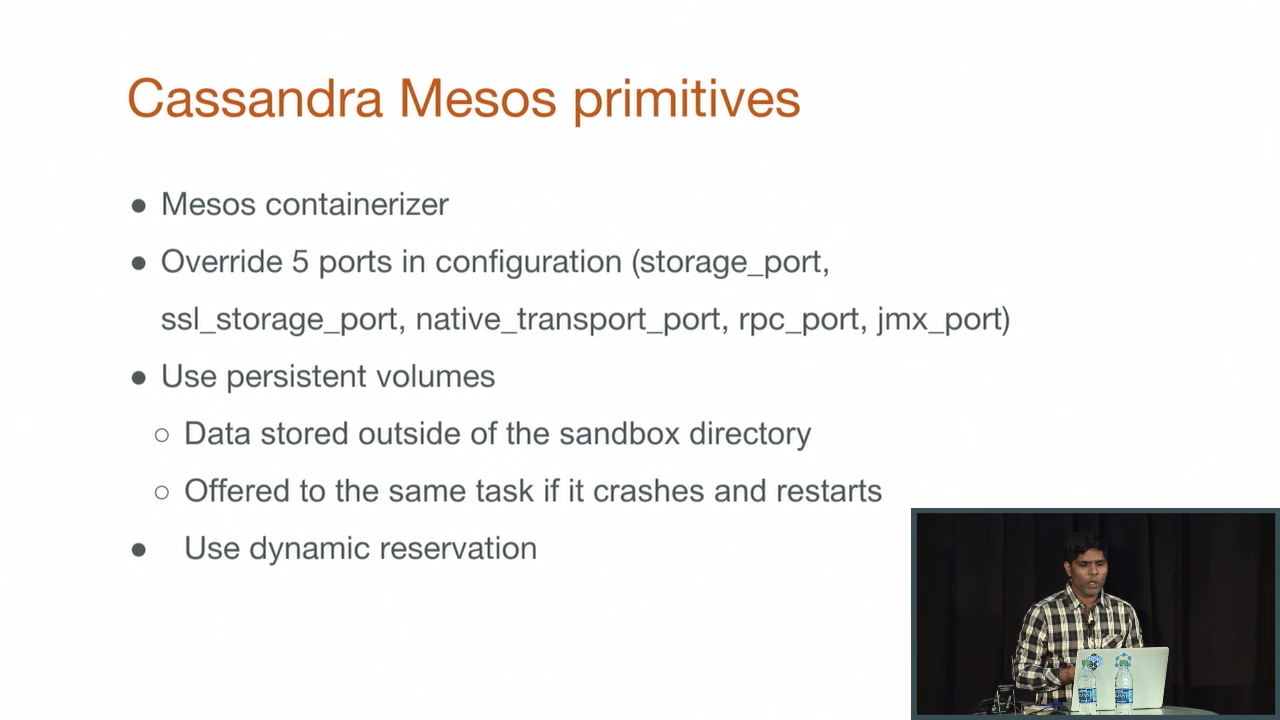 Cassandra Mesos primitives
● Mesos containerizer
● Override 5 ports in configuration (storage_port,
ssl_storage_port, native_transport_port, rpc_port, jmx_port)
● Use persistent volumes
○ Data stored outside of the sandbox directory
○ Offered to the same task if it crashes and restarts
● Use dynamic reservation